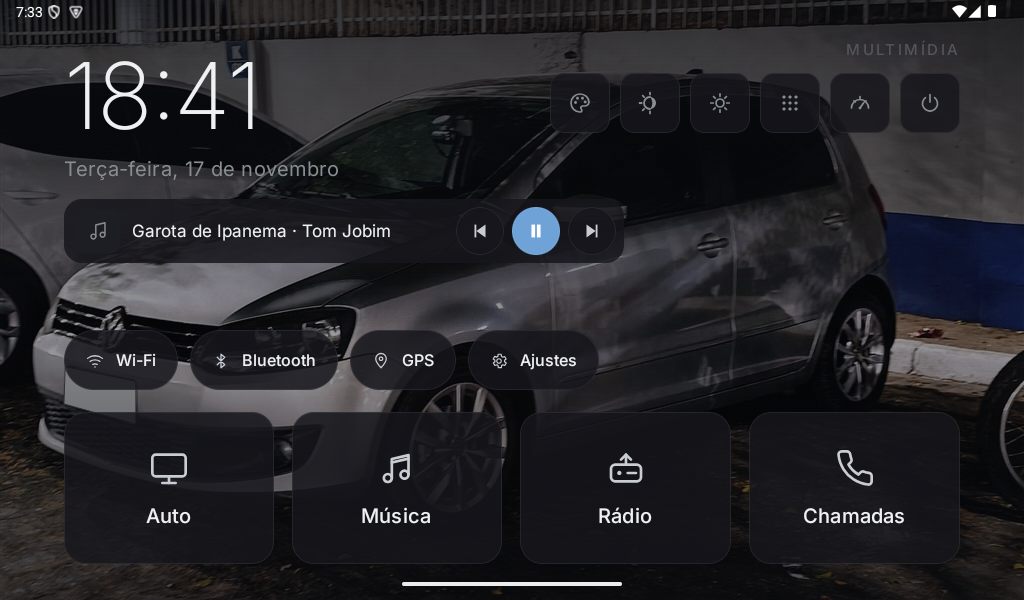 7:33
MULTIMÍDIA
18:41
Terça-feira, 17 de novembro
Garota de Ipanema · Tom Jobim
Wi-Fi
Bluetooth
GPS
Ajustes
Auto
Música
Rádio
Chamadas